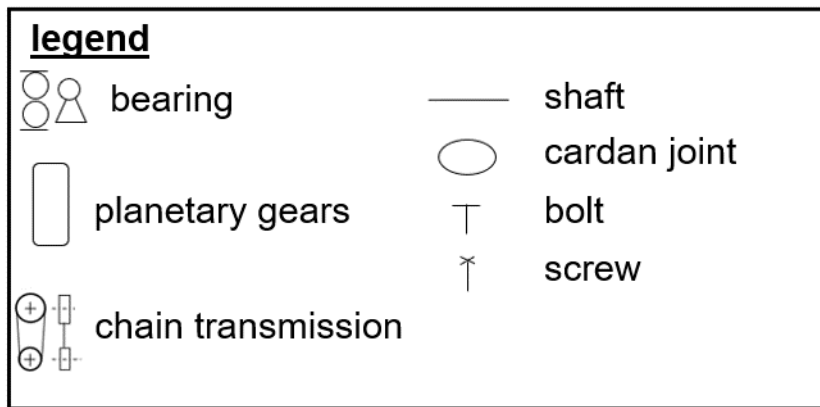 legend
bearing
planetary gears
chain transmission
shaft
cardan joint
bolt
screw